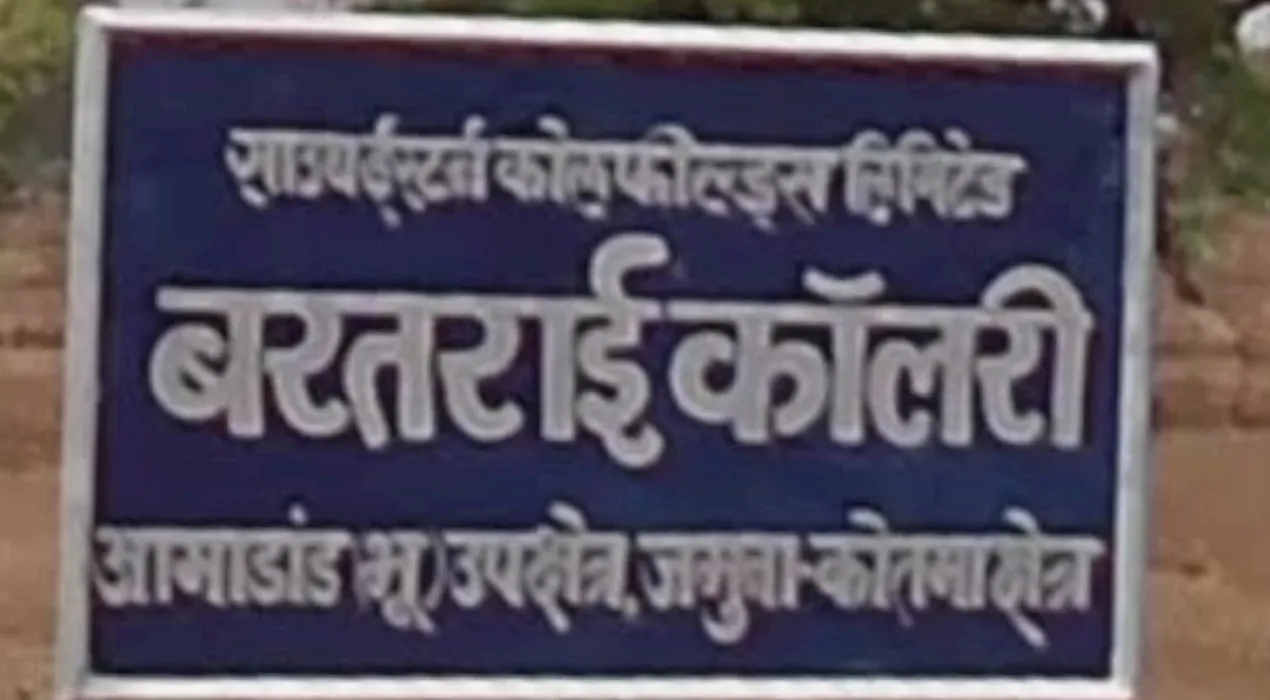 साउथईस्टर्न कोलफील्ड्स लिमिटेड
बरतराई कॉलरी
आमाडांड (भू) उपक्षेत्र, जमुना-कोतमा क्षेत्र